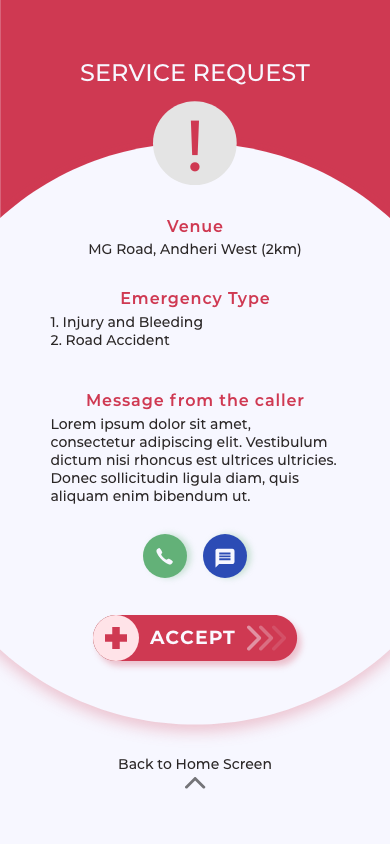 SERVICE REQUEST
!
Venue
MG Road, Andheri West (2km)
Emergency Type
1. Injury and Bleeding
2. Road Accident
Message from the caller
Lorem ipsum dolor sit amet,
consectetur adipiscing elit. Vestibulum
dictum nisi rhoncus est ultrices ultricies.
Donec sollicitudin ligula diam, quis
aliquam enim bibendum ut.
ACCEPT
Back to Home Screen